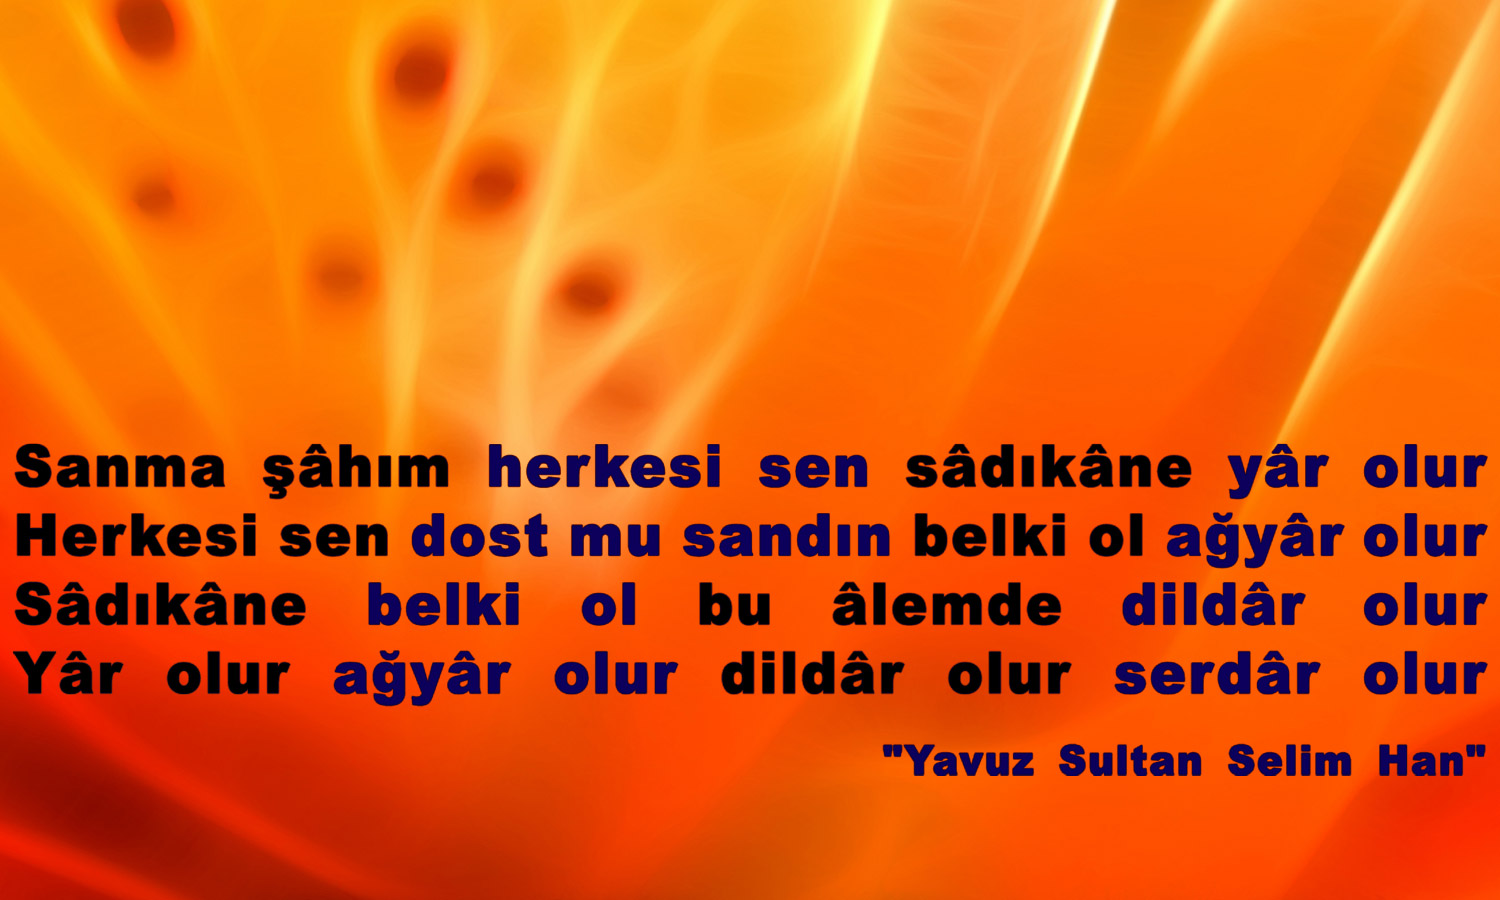 Sanma şâhım herkesi sen sâdıkâne yâr olur
Herkesi sen dost mu sandın belki ol ağyâr olur
Sâdıkâne belki ol bu âlemde dildâr olur
Yâr olur ağyâr olur dildâr olur serdâr olur
"Yavuz Sultan Selim Han"